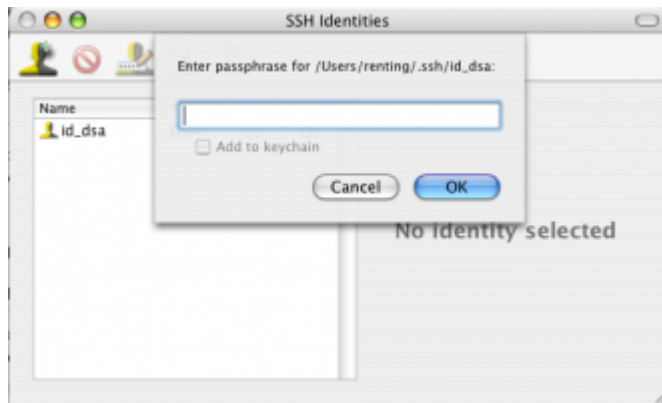 SSH Identities
Enter passphrase for /Users/renting/.ssh/id_dsa:
Name
id_dsa
Add to keychain
Cancel
OK
No identity selected